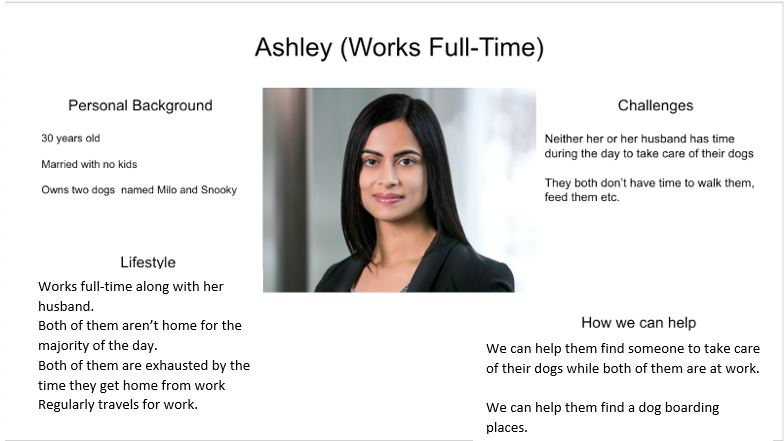 Ashley (Works Full-Time)
Personal Background
30 years old
Married with no kids
Owns two dogs named Milo and Snooky
Lifestyle
Works full-time along with her
husband.
Both of them aren’t home for the
majority of the day.
Both of them are exhausted by the
time they get home from work
Regularly travels for work.
Challenges
Neither her or her husband has time
during the day to take care of their dogs
They both don’t have time to walk them,
feed them etc.
How we can help
We can help them find someone to take care
of their dogs while both of them are at work.
We can help them find a dog boarding
places.